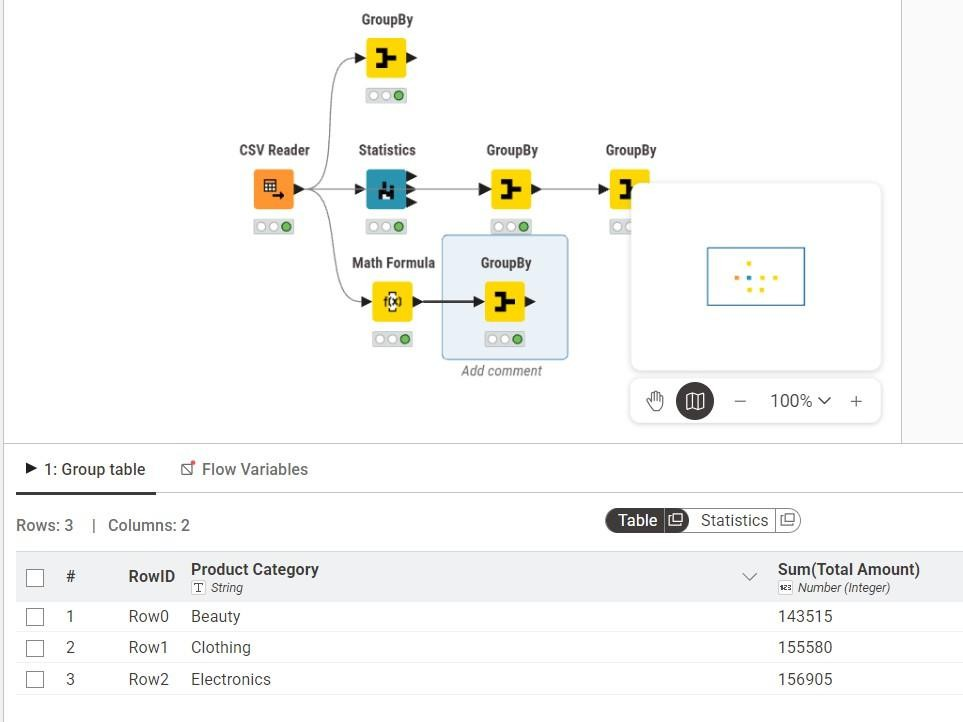 GroupBy
CSV Reader
Statistics
GroupBy
GroupBy
Math Formula
f(x)
GroupBy
Add comment
100%
1: Group table
Flow Variables
Rows: 3 | Columns: 2
Table
Statistics
# RowID Product Category Sum(Total Amount)
T String 123 Number (Integer)
1 Row0 Beauty 143515
2 Row1 Clothing 155580
3 Row2 Electronics 156905